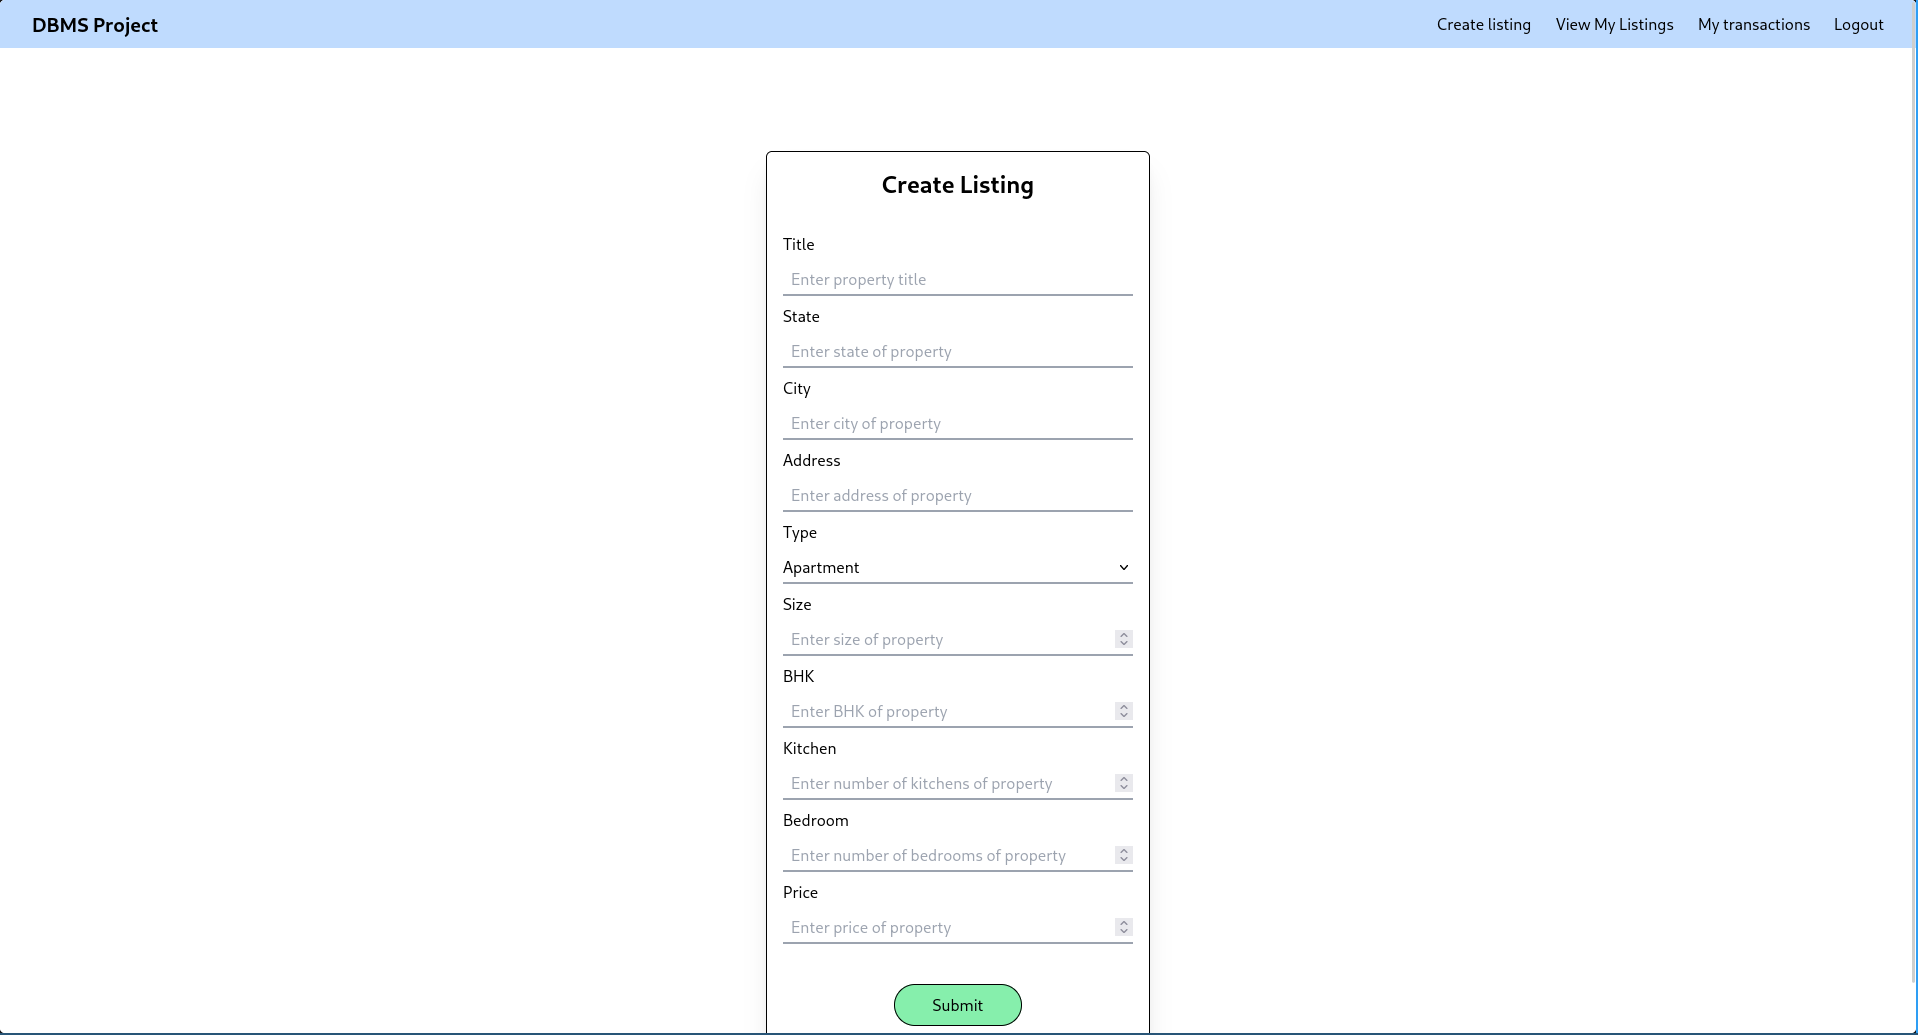 DBMS Project
Create listing View My Listings My transactions Logout
Create Listing
Title
Enter property title
State
Enter state of property
City
Enter city of property
Address
Enter address of property
Type
Apartment
Size
Enter size of property
BHK
Enter BHK of property
Kitchen
Enter number of kitchens of property
Bedroom
Enter number of bedrooms of property
Price
Enter price of property
Submit